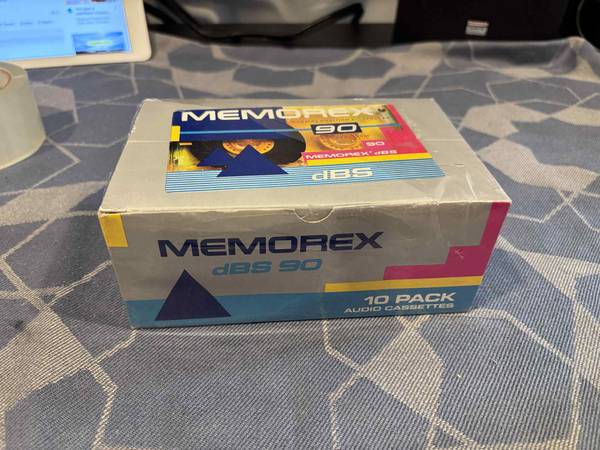 MEMOREX
90
90
MEMOREX® dBS
dBS
MEMOREX
dBS 90
10 PACK
AUDIO CASSETTES